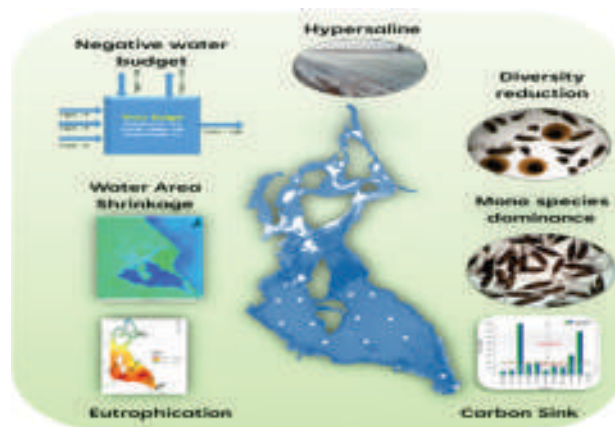 Hypersaline
Negative water
budget
Diversity
reduction
Water Area
Shrinkage
Mono species
dominance
Eutrophication
Carbon Sink